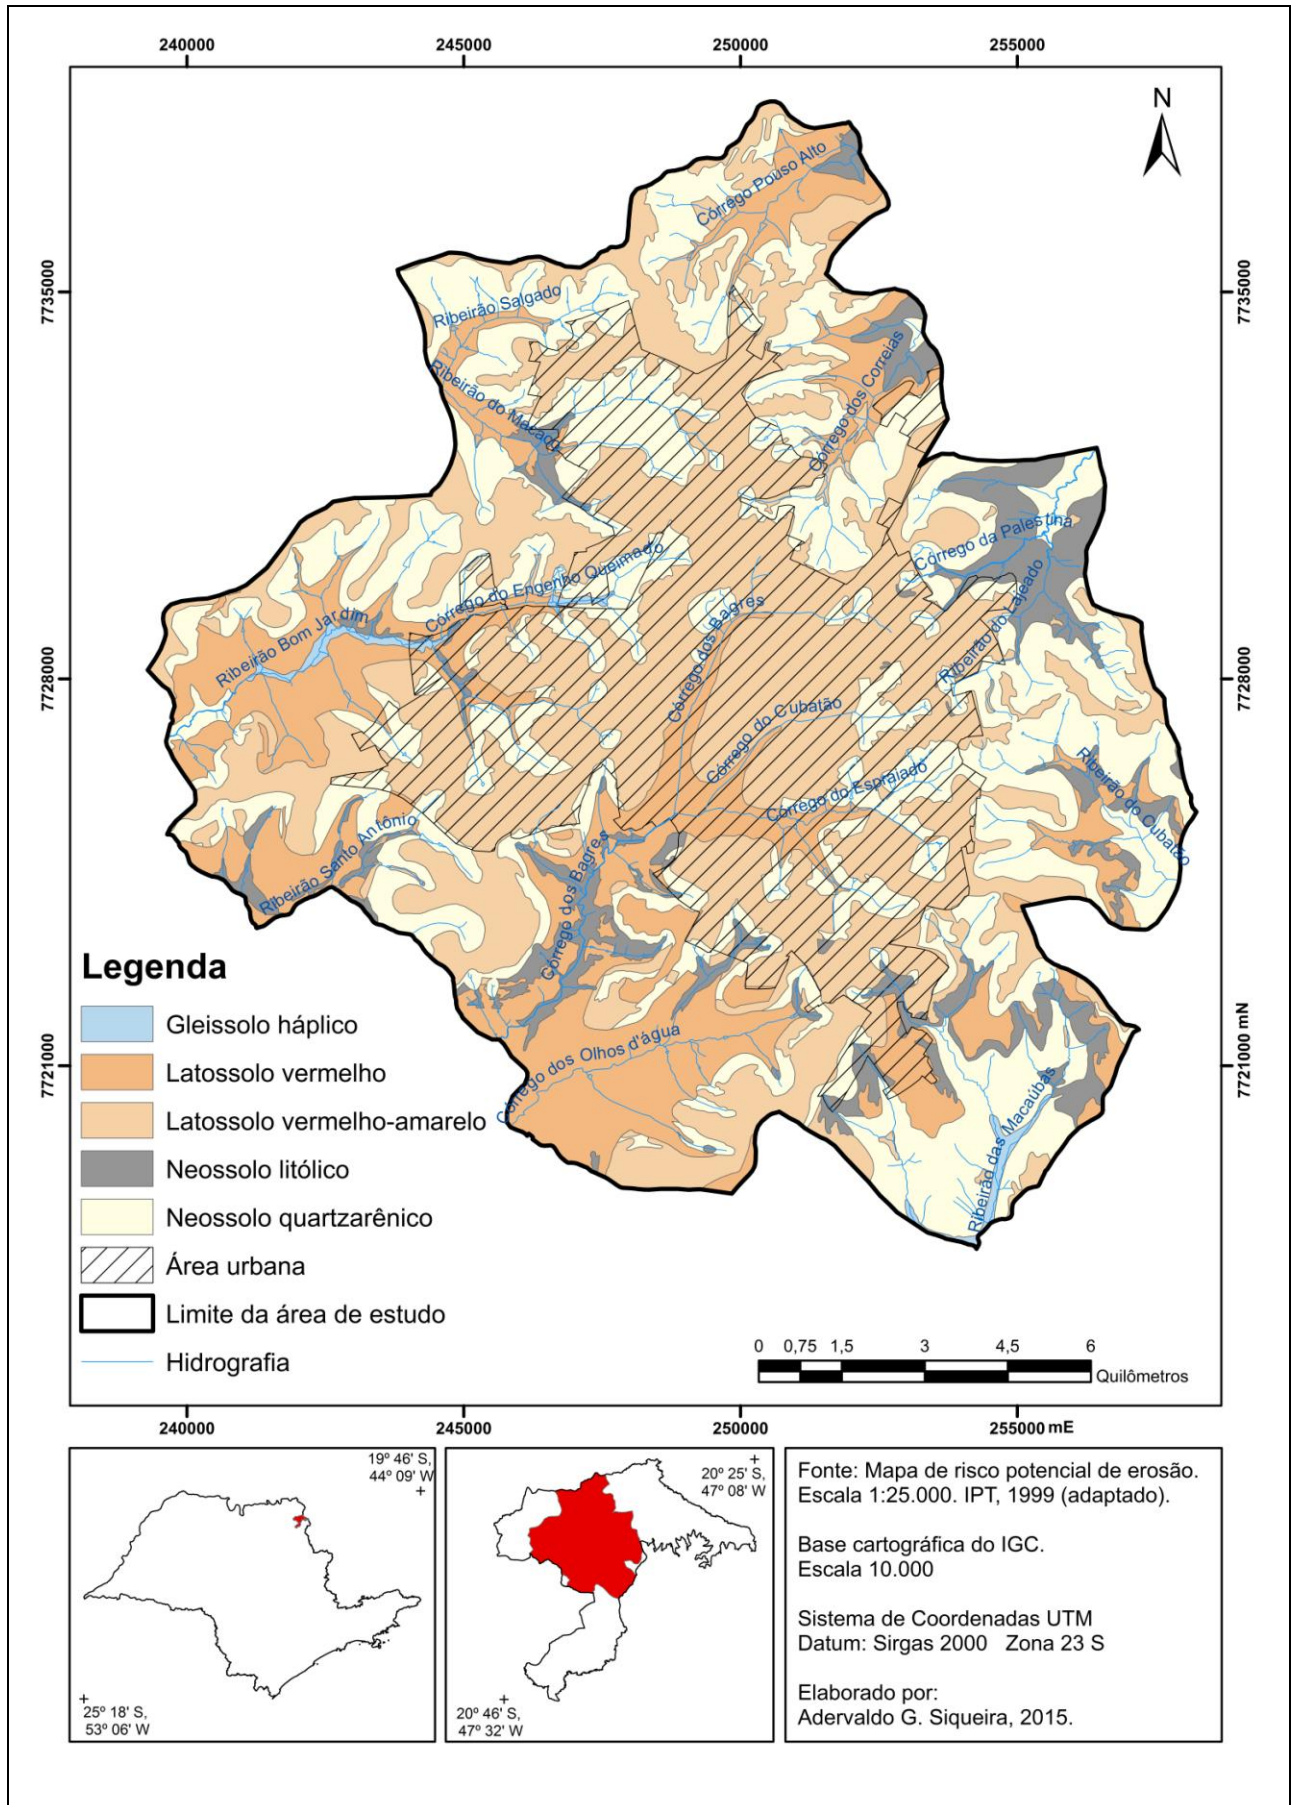 240000 245000 250000 255000
N
7735000
7735000
7728000
7728000
7721000
7721000 mN
Córrego Pouso Alto
Ribeirão Salgado
Ribeirão do Macaco
Córrego dos Correias
Córrego da Palestina
Ribeirão do Lajeado
Córrego do Engenho Queimado
Ribeirão Bom Jardim
Córrego dos Bagres
Córrego do Cubatão
Córrego do Espraiado
Ribeirão do Cubatão
Ribeirão Santo Antônio
Córrego dos Bagres
Córrego dos Olhos d'água
Ribeirão das Macaúbas
Legenda
Gleissolo háplico
Latossolo vermelho
Latossolo vermelho-amarelo
Neossolo litólico
Neossolo quartzarênico
Área urbana
Limite da área de estudo
Hidrografia
0 0,75 1,5 3 4,5 6
Quilômetros
240000 245000 250000 255000 mE
19º 46' S,
44º 09' W
25º 18' S,
53º 06' W
20º 25' S,
47º 08' W
20º 46' S,
47º 32' W
Fonte: Mapa de risco potencial de erosão.
Escala 1:25.000. IPT, 1999 (adaptado).
Base cartográfica do IGC.
Escala 10.000
Sistema de Coordenadas UTM
Datum: Sirgas 2000 Zona 23 S
Elaborado por:
Adervaldo G. Siqueira, 2015.